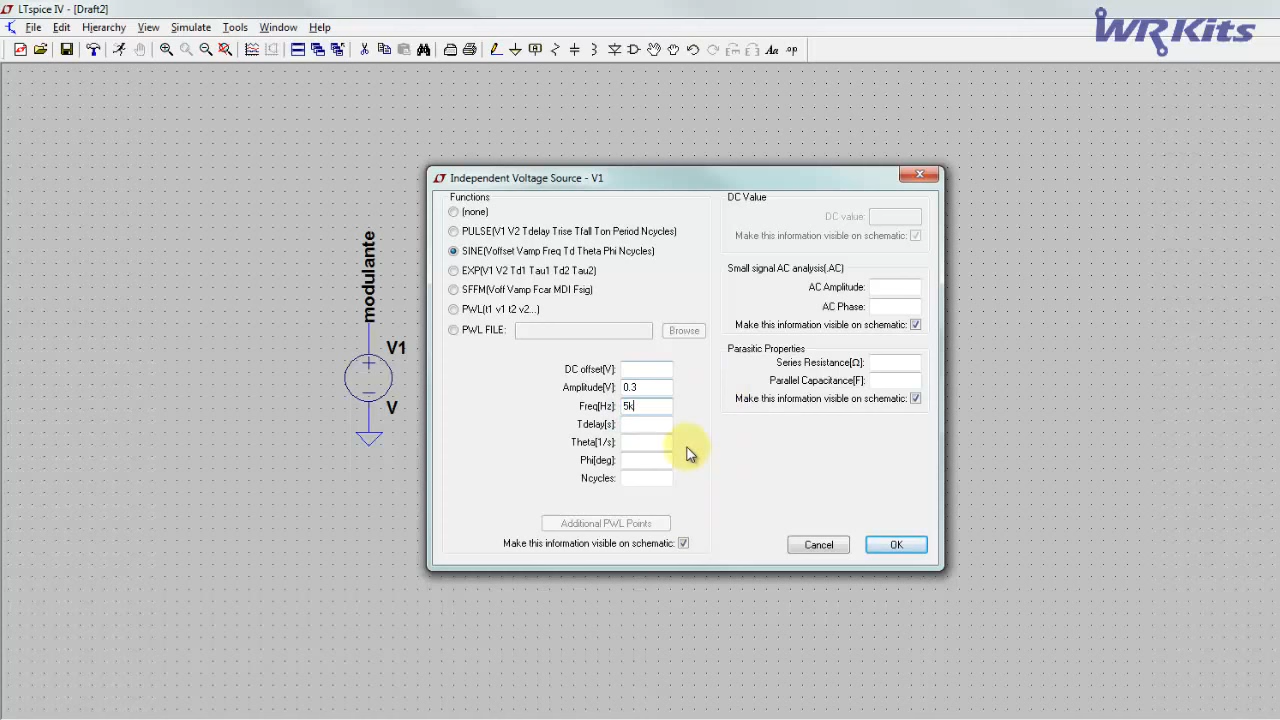 LTspice IV - [Draft2]
File Edit Hierarchy View Simulate Tools Window Help
WR Kits
Aa .op
Independent Voltage Source - V1
Functions
(none)
PULSE(V1 V2 Tdelay Trise Tfall Ton Period Ncycles)
SINE(Voffset Vamp Freq Td Theta Phi Ncycles)
EXP(V1 V2 Td1 Tau1 Td2 Tau2)
SFFM(Voff Vamp Fcar MDI Fsig)
PWL(t1 v1 t2 v2...)
PWL FILE: Browse
DC offset[V]:
Amplitude[V]: 0.3
Freq[Hz]: 5k
Tdelay[s]:
Theta[1/s]:
Phi[deg]:
Ncycles:
Additional PWL Points
Make this information visible on schematic:
DC Value
DC value:
Make this information visible on schematic:
Small signal AC analysis(.AC)
AC Amplitude:
AC Phase:
Make this information visible on schematic:
Parasitic Properties
Series Resistance[Ω]:
Parallel Capacitance[F]:
Make this information visible on schematic:
Cancel OK
modulante
V1
V